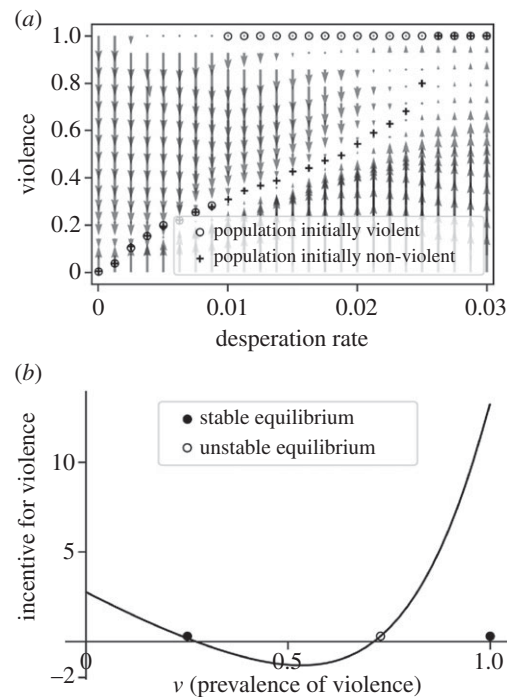 (a)
1.0
0.8
0.6
0.4
0.2
0
violence
population initially violent
population initially non-violent
0
0.01
0.02
0.03
desperation rate
(b)
stable equilibrium
unstable equilibrium
10
5
-2
incentive for violence
0
0.5
1.0
v (prevalence of violence)